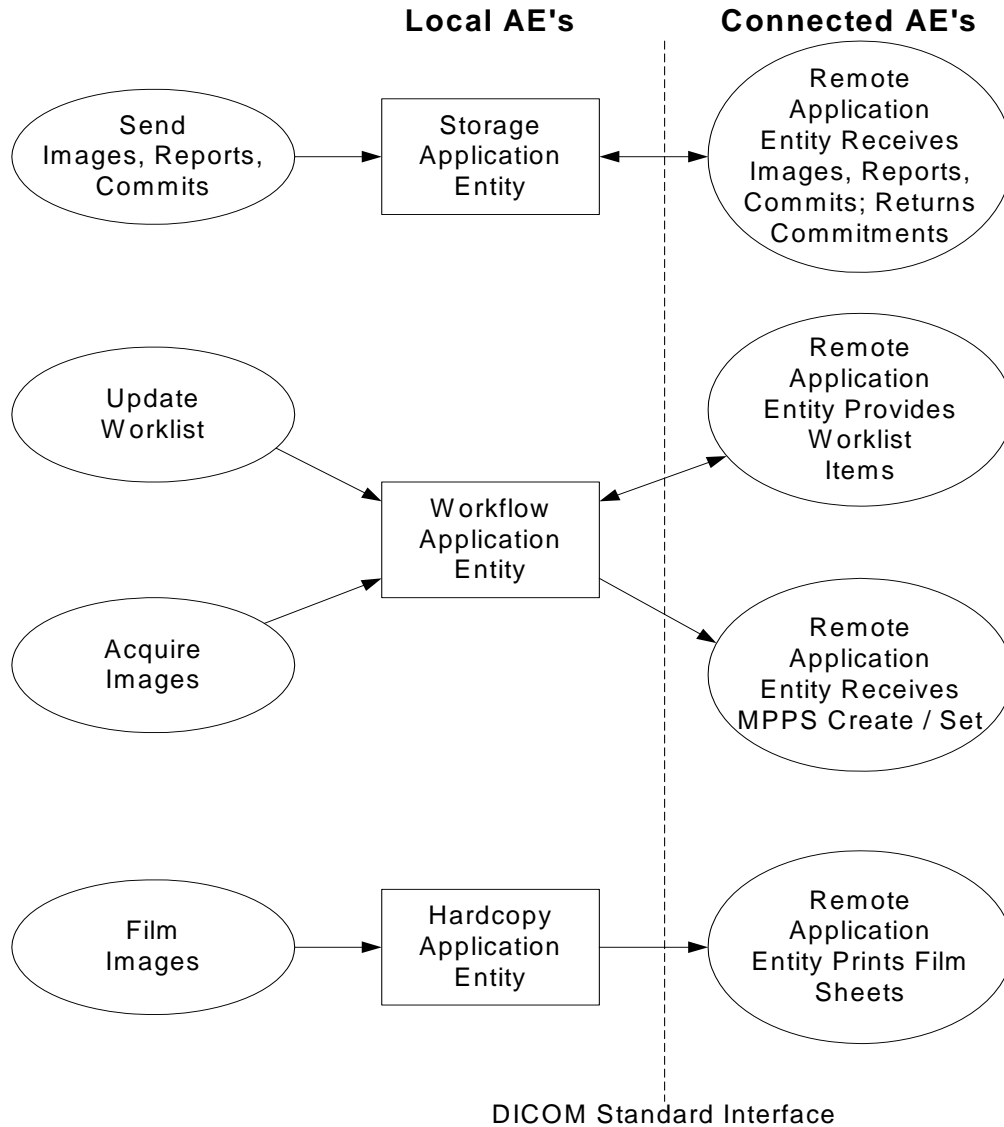 Local AE's
Connected AE's
Send
Images, Reports,
Commits
Storage
Application
Entity
Remote
Application
Entity Receives
Images, Reports,
Commits; Returns
Commitments
Update
Worklist
Remote
Application
Entity Provides
Worklist
Items
Workflow
Application
Entity
Acquire
Images
Remote
Application
Entity Receives
MPPS Create / Set
Film
Images
Hardcopy
Application
Entity
Remote
Application
Entity Prints Film
Sheets
DICOM Standard Interface